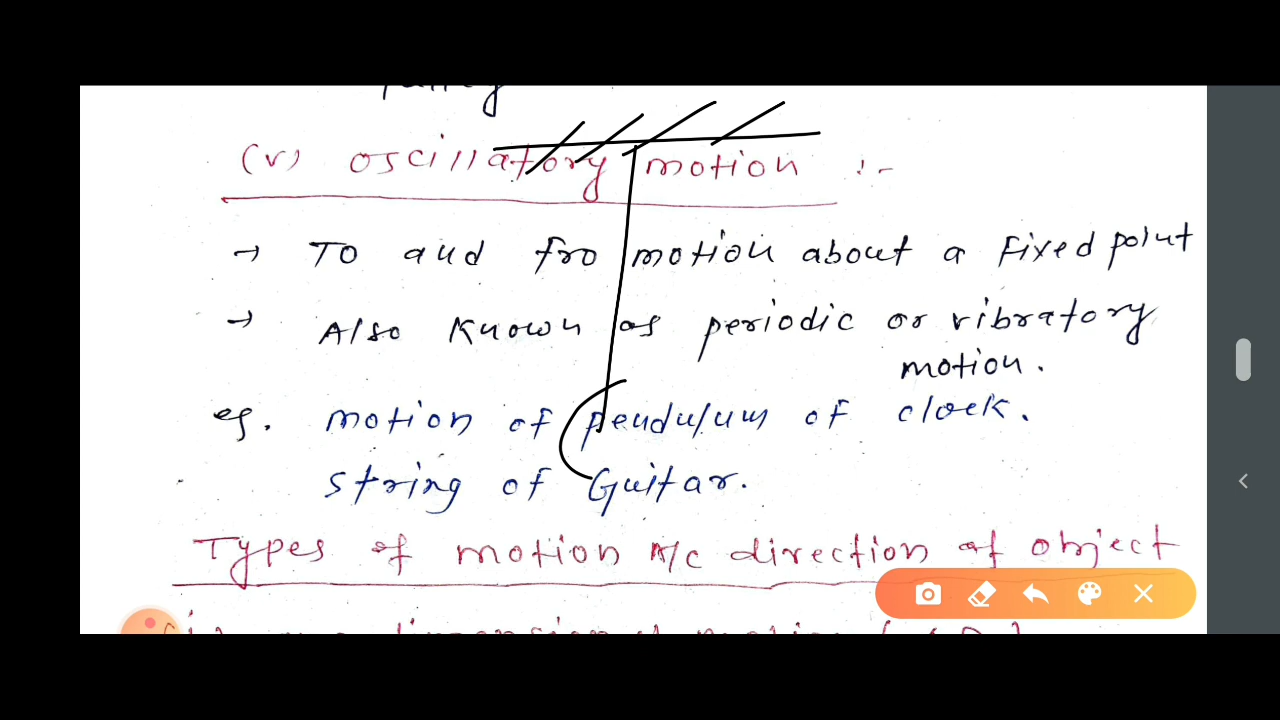 (v) oscillatory motion :-
→ To and fro motion about a fixed point
→ Also known as periodic or vibratory
motion.
eg. motion of pendulum of clock.
string of Guitar.
Types of motion A/c direction of object